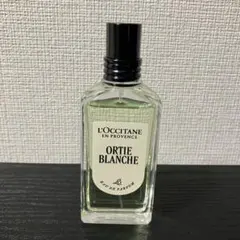 L'OCCITANE
EN PROVENCE
ORTIE
BLANCHE
EAU DE PARFUM